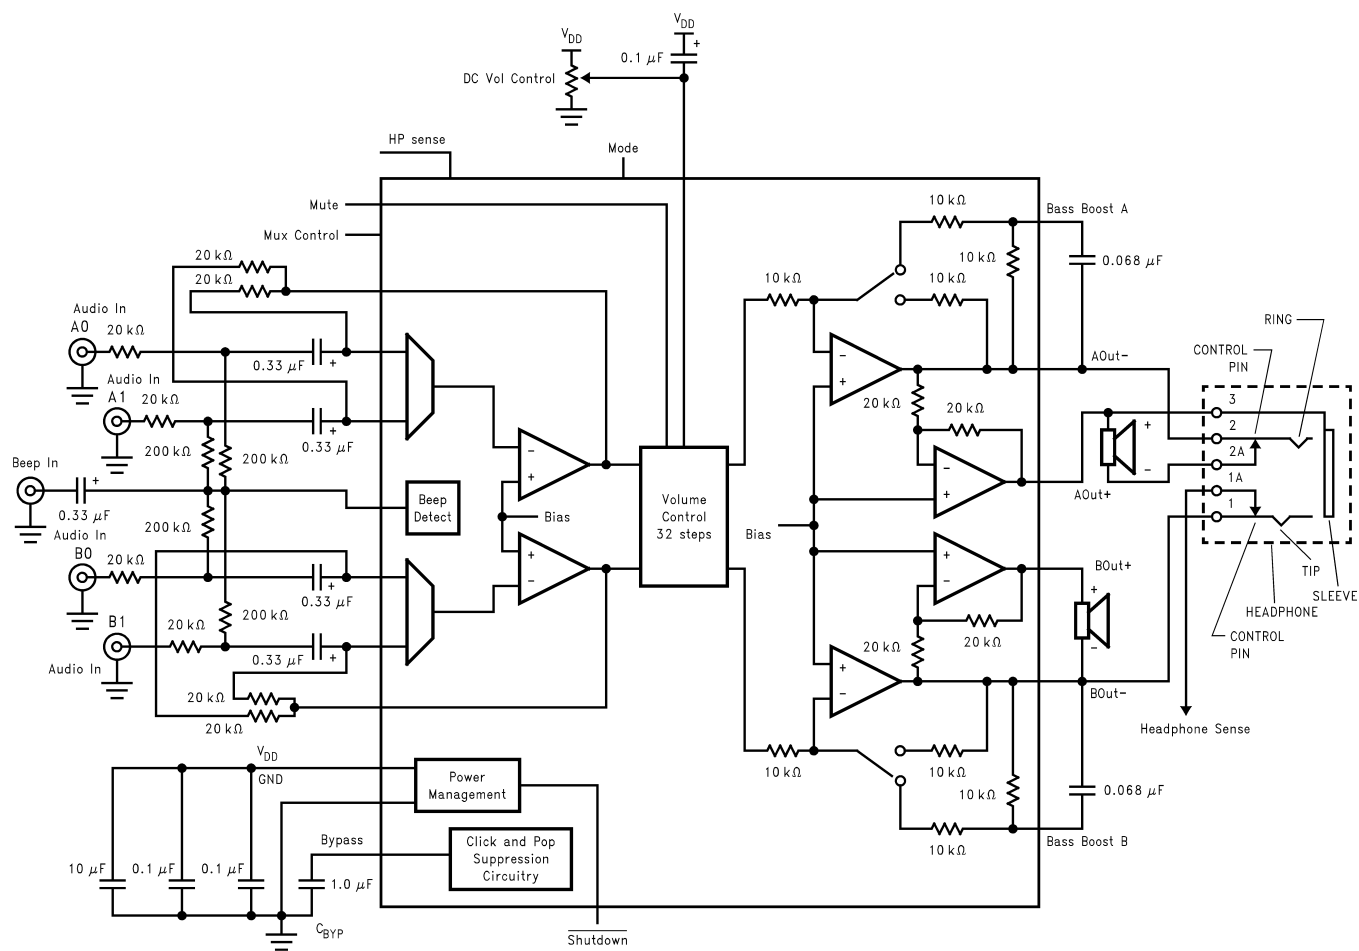 V_DD
V_DD
0.1 µF
+
DC Vol Control
HP sense
Mode
Mute
Mux Control
10 kΩ
Bass Boost A
20 kΩ
20 kΩ
10 kΩ
10 kΩ
10 kΩ
0.068 µF
Audio In
A0
20 kΩ
0.33 µF
+
−
+
RING
CONTROL
PIN
AOut−
Audio In
A1
20 kΩ
0.33 µF
+
20 kΩ
20 kΩ
3
2
2A
1A
1
+
−
200 kΩ
200 kΩ
−
+
−
+
AOut+
Beep In
+
0.33 µF
Beep
Detect
Volume
Control
32 steps
Bias
Bias
200 kΩ
Audio In
B0
20 kΩ
0.33 µF
+
+
−
+
−
BOut+
+
−
TIP
SLEEVE
HEADPHONE
CONTROL
PIN
B1
20 kΩ
200 kΩ
0.33 µF
+
Audio In
20 kΩ
20 kΩ
+
−
20 kΩ
20 kΩ
BOut−
Headphone Sense
10 kΩ
10 kΩ
10 kΩ
0.068 µF
10 kΩ
Bass Boost B
V_DD
GND
Power
Management
Bypass
Click and Pop
Suppression
Circuitry
10 µF
0.1 µF
0.1 µF
1.0 µF
C_BYP
Shutdown